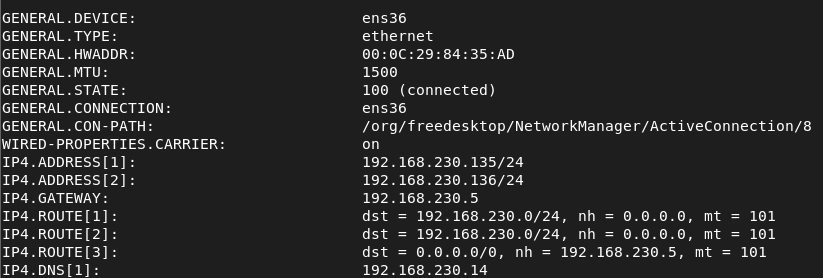 GENERAL.DEVICE: ens36
GENERAL.TYPE: ethernet
GENERAL.HWADDR: 00:0C:29:84:35:AD
GENERAL.MTU: 1500
GENERAL.STATE: 100 (connected)
GENERAL.CONNECTION: ens36
GENERAL.CON-PATH: /org/freedesktop/NetworkManager/ActiveConnection/8
WIRED-PROPERTIES.CARRIER: on
IP4.ADDRESS[1]: 192.168.230.135/24
IP4.ADDRESS[2]: 192.168.230.136/24
IP4.GATEWAY: 192.168.230.5
IP4.ROUTE[1]: dst = 192.168.230.0/24, nh = 0.0.0.0, mt = 101
IP4.ROUTE[2]: dst = 192.168.230.0/24, nh = 0.0.0.0, mt = 101
IP4.ROUTE[3]: dst = 0.0.0.0/0, nh = 192.168.230.5, mt = 101
IP4.DNS[1]: 192.168.230.14